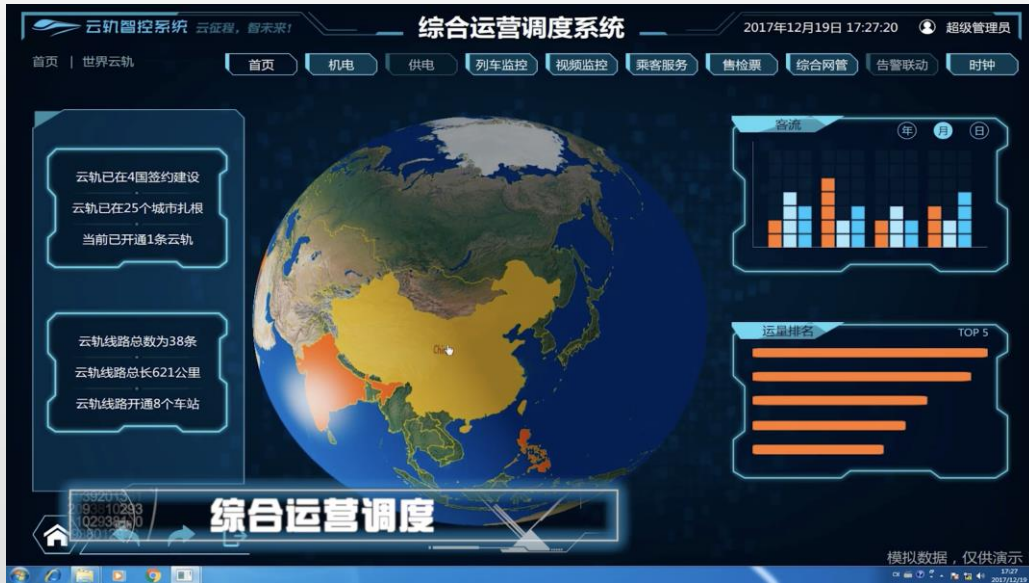 云轨智控系统 云征程，智未来！
综合运营调度系统
2017年12月19日 17:27:20 超级管理员
首页 | 世界云轨
首页 机电 供电 列车监控 视频监控 乘客服务 售检票 综合网管 告警联动 时钟
云轨已在4国签约建设
云轨已在25个城市扎根
当前已开通1条云轨
云轨线路总数为38条
云轨线路总长621公里
云轨线路开通8个车站
客流 年 月 日
运量排名 TOP 5
综合运营调度
模拟数据，仅供演示
17:27
2017/12/19